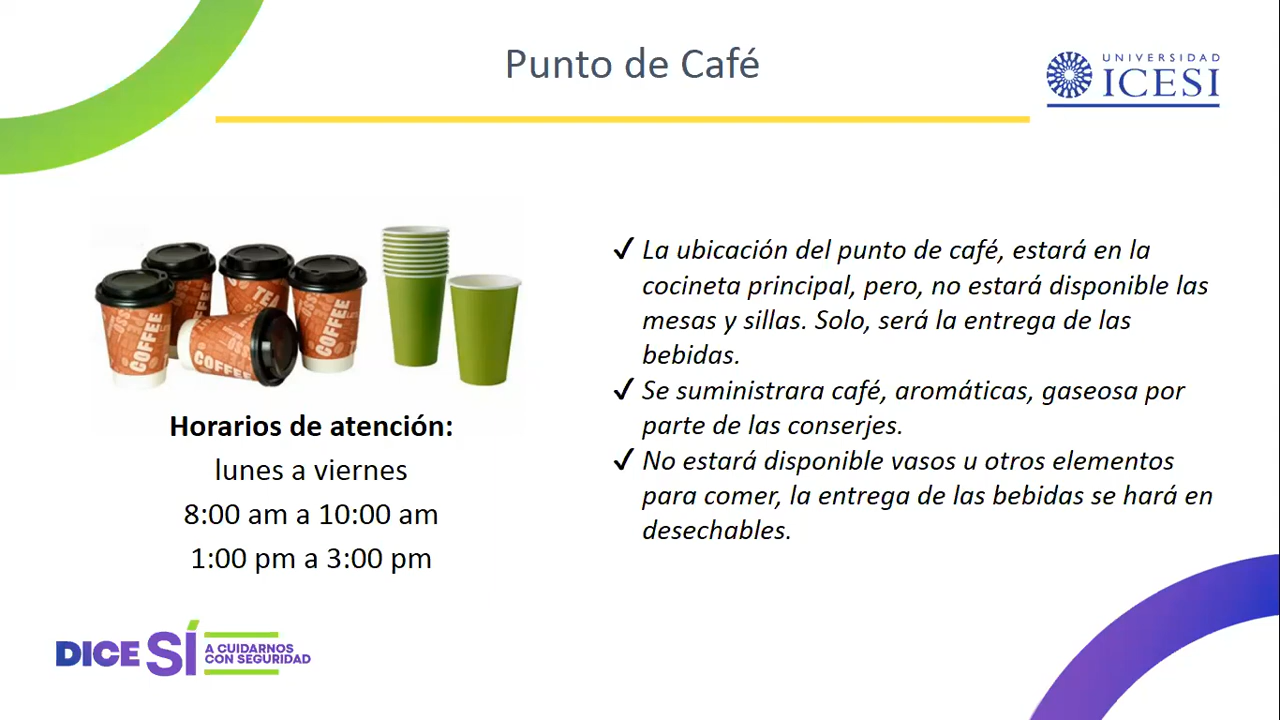 Punto de Café
UNIVERSIDAD
ICESI
COFFEE
COFFEE
TEA
COFFEE
Horarios de atención:
lunes a viernes
8:00 am a 10:00 am
1:00 pm a 3:00 pm
✓ La ubicación del punto de café, estará en la
cocineta principal, pero, no estará disponible las
mesas y sillas. Solo, será la entrega de las
bebidas.
✓ Se suministrara café, aromáticas, gaseosa por
parte de las conserjes.
✓ No estará disponible vasos u otros elementos
para comer, la entrega de las bebidas se hará en
desechables.
DICE SÍ
A CUIDARNOS
CON SEGURIDAD